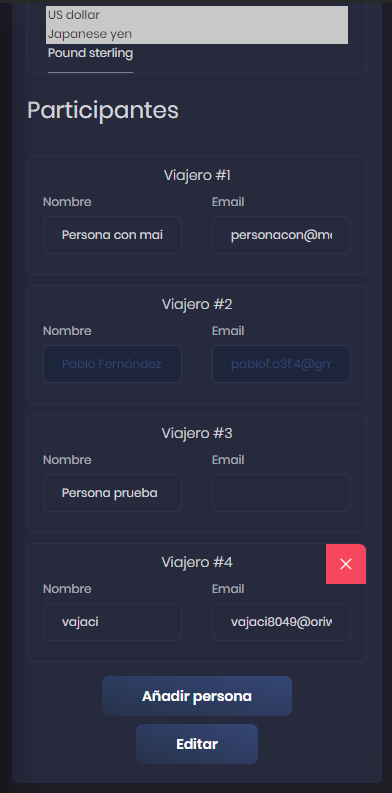 US dollar
Japanese yen
Pound sterling
Participantes
Viajero #1
Nombre Email
Persona con mai personacon@m
Viajero #2
Nombre Email
Pablo Fernández pablof.a3f.4@gm
Viajero #3
Nombre Email
Persona prueba
Viajero #4
Nombre Email
vajaci vajaci8049@oriw
Añadir persona
Editar